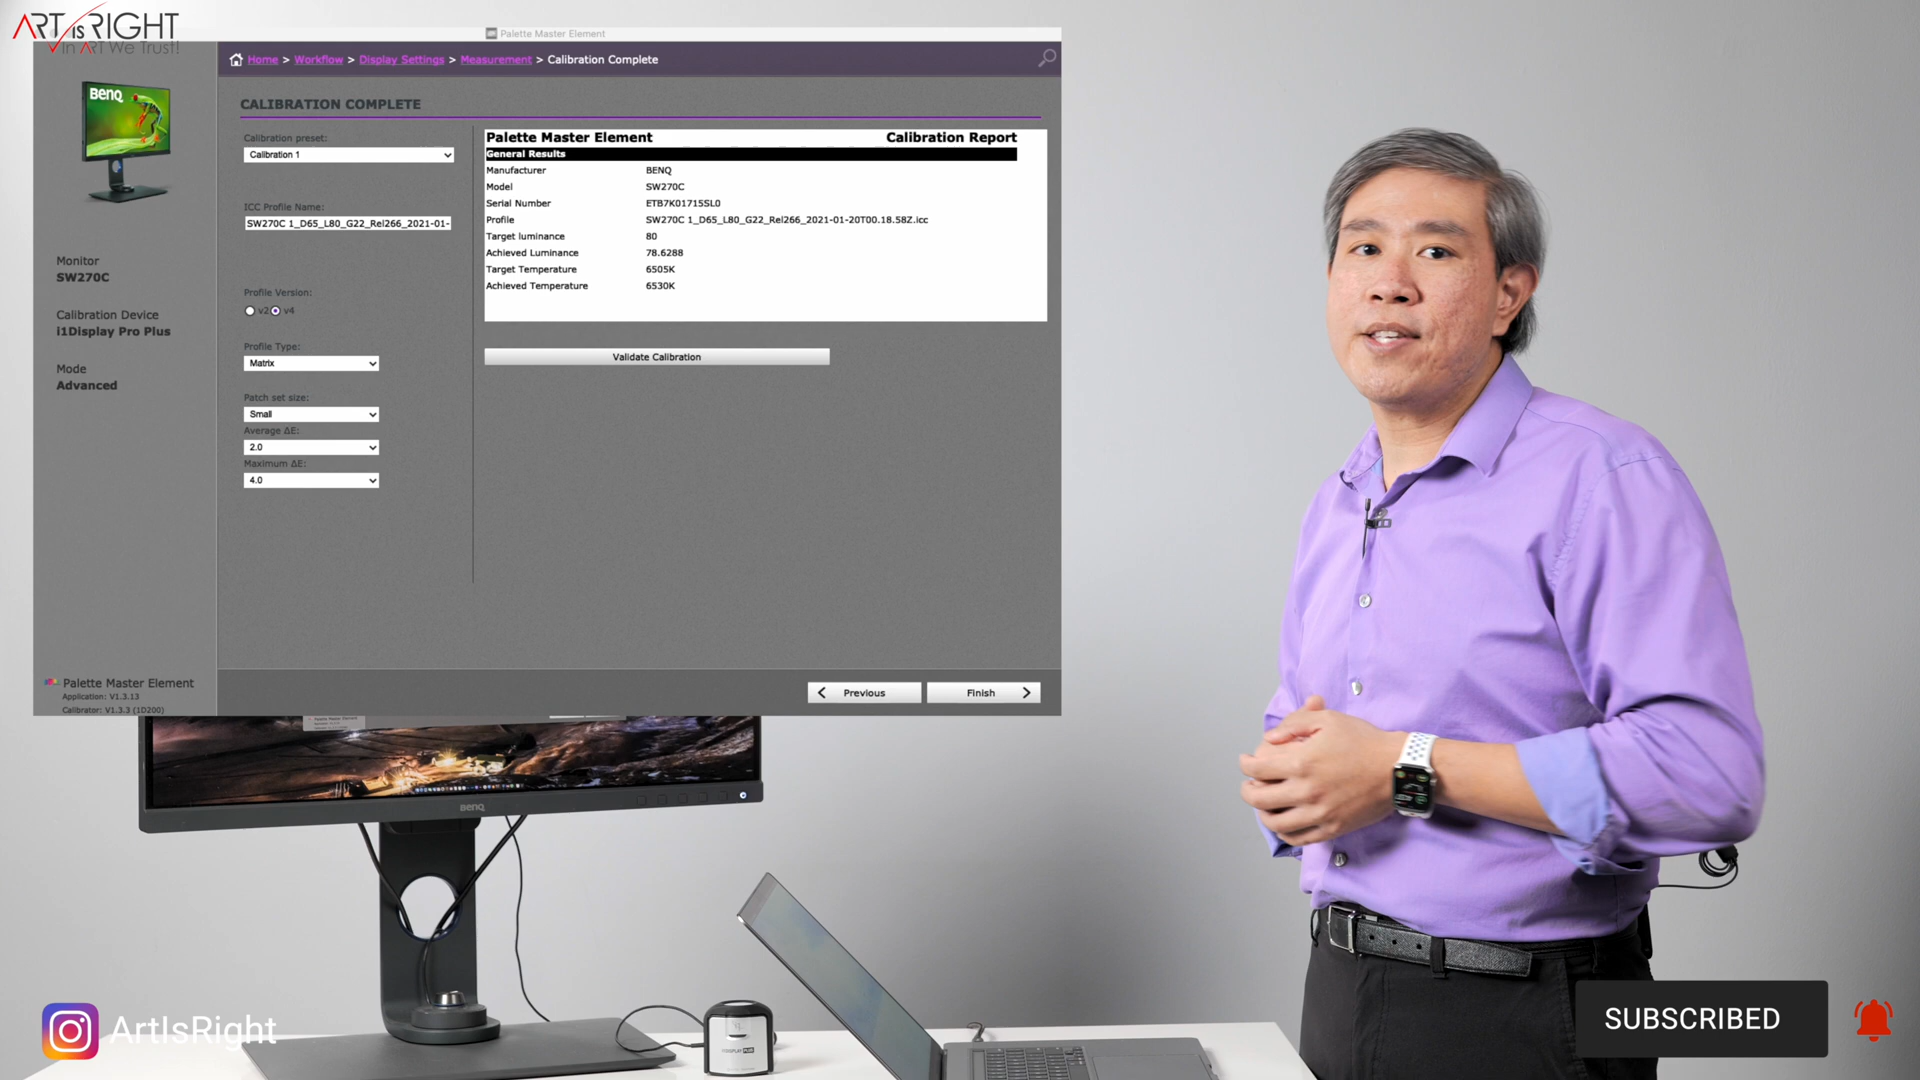 ART is RIGHT
In ART We Trust!
Palette Master Element
Home > Workflow > Display Settings > Measurement > Calibration Complete
BenQ
CALIBRATION COMPLETE
Calibration preset:
Calibration 1
ICC Profile Name:
SW270C 1_D65_L80_G22_Rel266_2021-01-
Monitor
SW270C
Calibration Device
i1Display Pro Plus
Mode
Advanced
Profile Version:
v2 v4
Profile Type:
Matrix
Patch set size:
Small
Average ΔE:
2.0
Maximum ΔE:
4.0
Palette Master Element Calibration Report
General Results
Manufacturer BENQ
Model SW270C
Serial Number ETB7K01715SL0
Profile SW270C 1_D65_L80_G22_Rel266_2021-01-20T00.18.58Z.icc
Target luminance 80
Achieved Luminance 78.6288
Target Temperature 6505K
Achieved Temperature 6530K
Validate Calibration
Palette Master Element
Application: V1.3.13
Calibrator: V1.3.3 (1D200)
Previous
Finish
BenQ
ArtIsRight
SUBSCRIBED